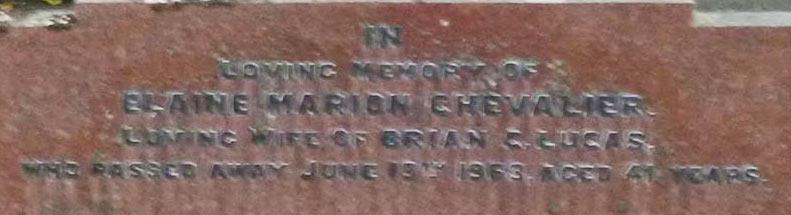 IN
LOVING MEMORY OF
ELAINE MARION CHEVALIER,
LOVING WIFE OF BRIAN C. LUCAS,
WHO PASSED AWAY JUNE 13TH 1963, AGED 41 YEARS.